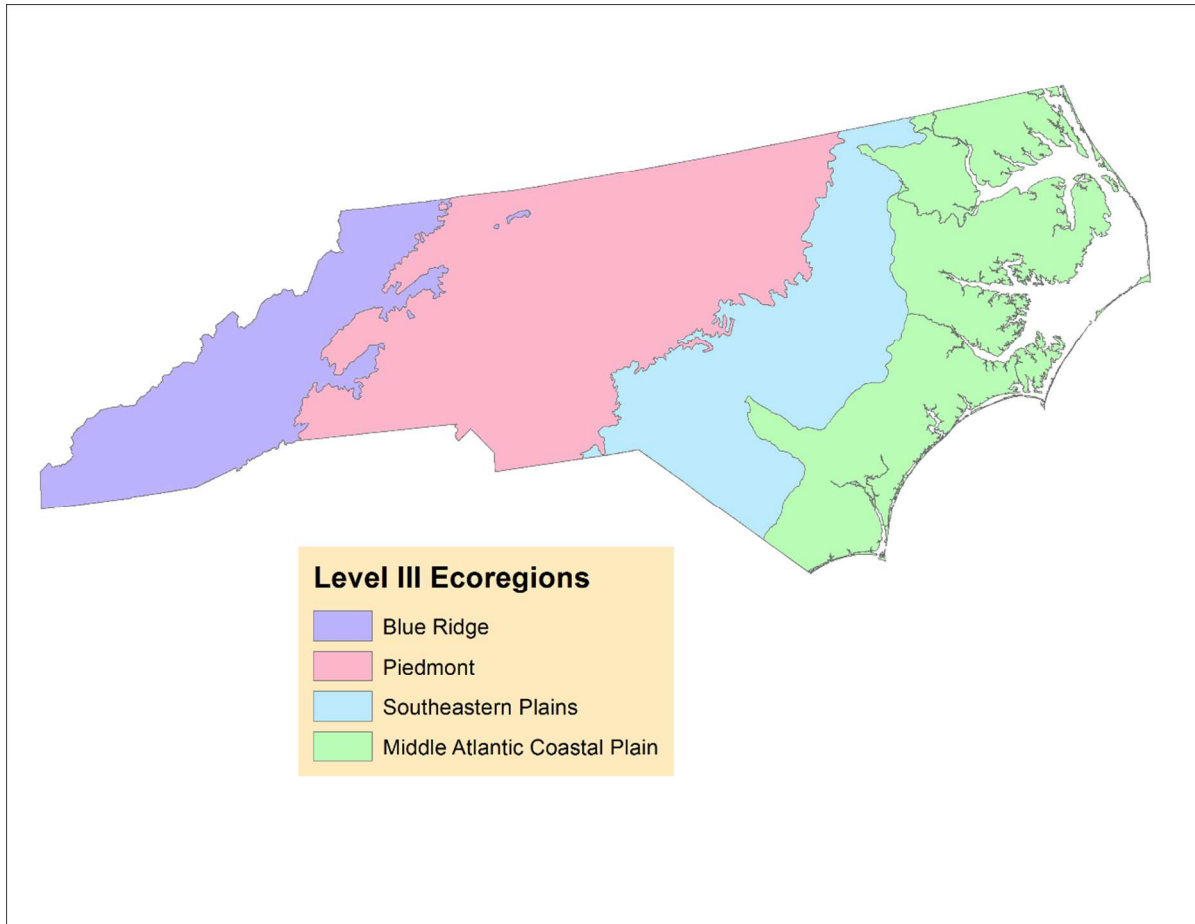 Level III Ecoregions
Blue Ridge
Piedmont
Southeastern Plains
Middle Atlantic Coastal Plain